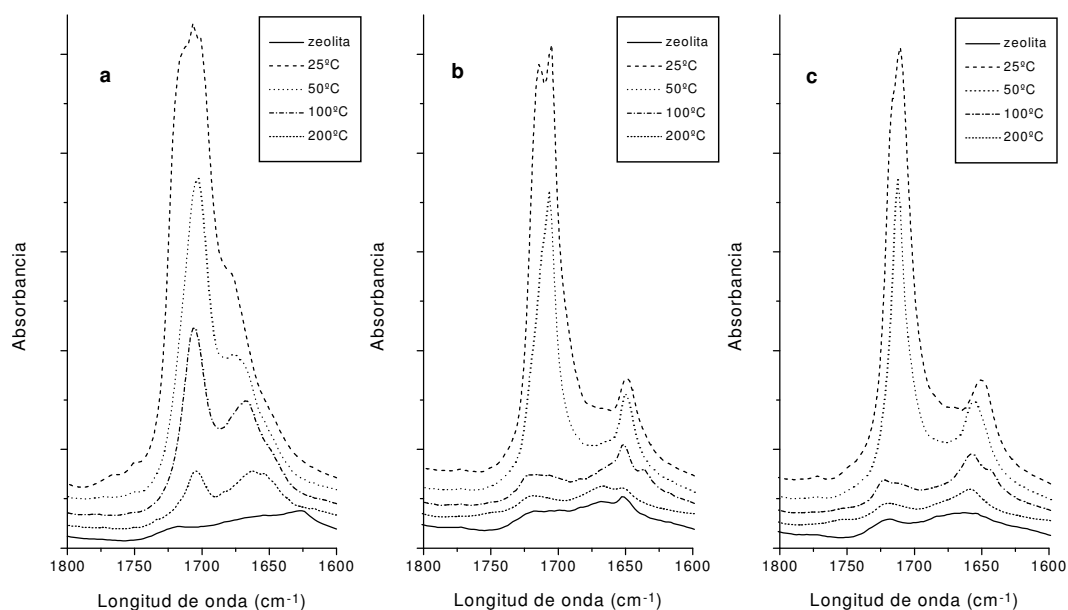 a
zeolita
25ºC
50ºC
100ºC
200ºC
Absorbancia
1800 1750 1700 1650 1600
Longitud de onda (cm-1)
b
zeolita
25ºC
50ºC
100ºC
200ºC
Absorbancia
1800 1750 1700 1650 1600
Longitud de onda (cm-1)
c
zeolita
25ºC
50ºC
100ºC
200ºC
Absorbancia
1800 1750 1700 1650 1600
Longitud de onda (cm-1)